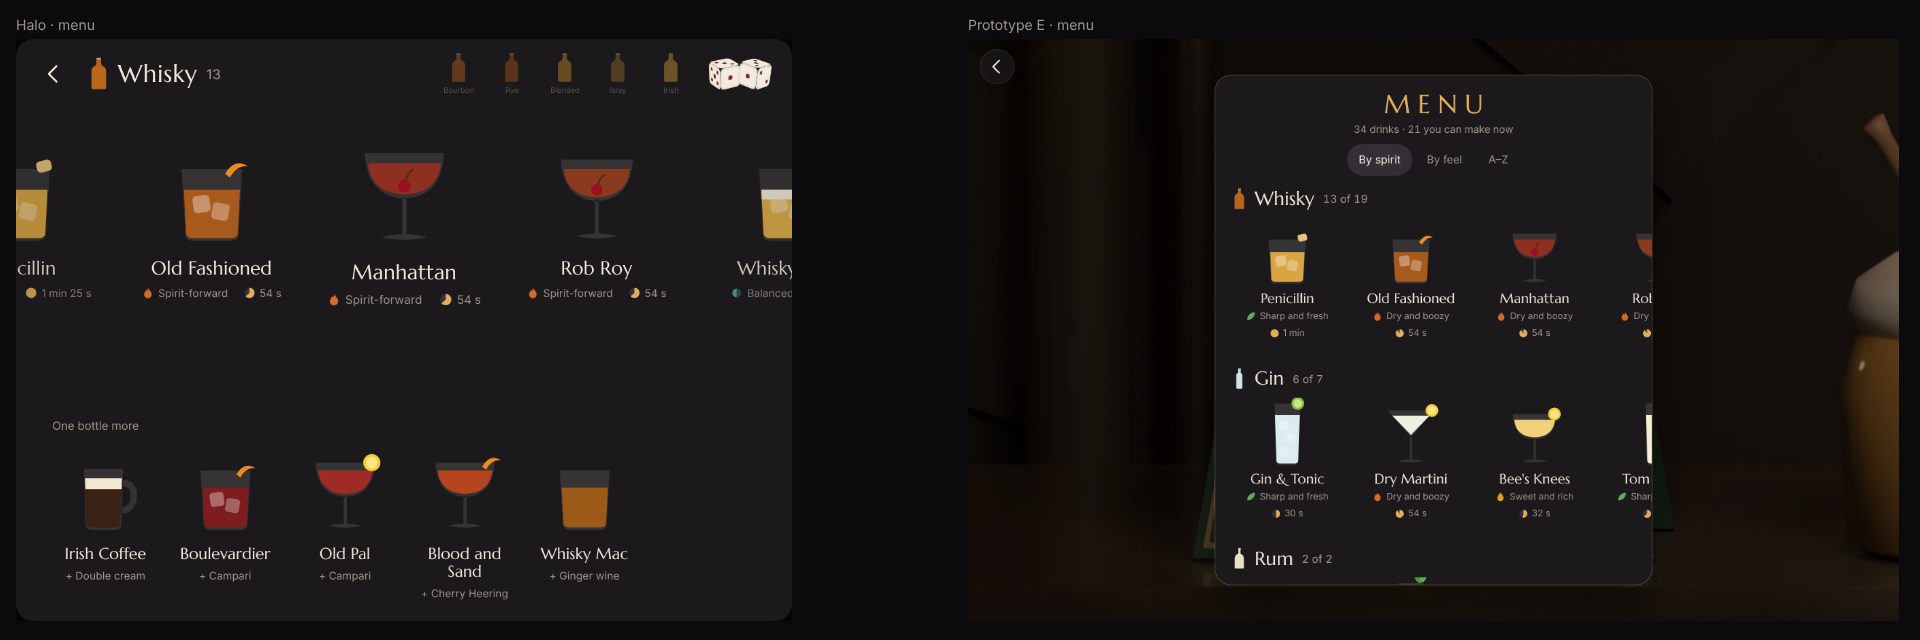 Halo · menu
Whisky 13
Bourbon Rye Blended Islay Irish
cillin Old Fashioned Manhattan Rob Roy Whisky
1 min 25 s Spirit-forward 54 s Spirit-forward 54 s Spirit-forward 54 s Balanced
One bottle more
Irish Coffee Boulevardier Old Pal Blood and Sand Whisky Mac
+ Double cream + Campari + Campari + Cherry Heering + Ginger wine
Prototype E · menu
MENU
34 drinks · 21 you can make now
By spirit By feel A–Z
Whisky 13 of 19
Penicillin Old Fashioned Manhattan Rob
Sharp and fresh Dry and boozy Dry and boozy Dry
1 min 54 s 54 s
Gin 6 of 7
Gin & Tonic Dry Martini Bee's Knees Tom
Sharp and fresh Dry and boozy Sweet and rich Shar
30 s 54 s 32 s
Rum 2 of 2